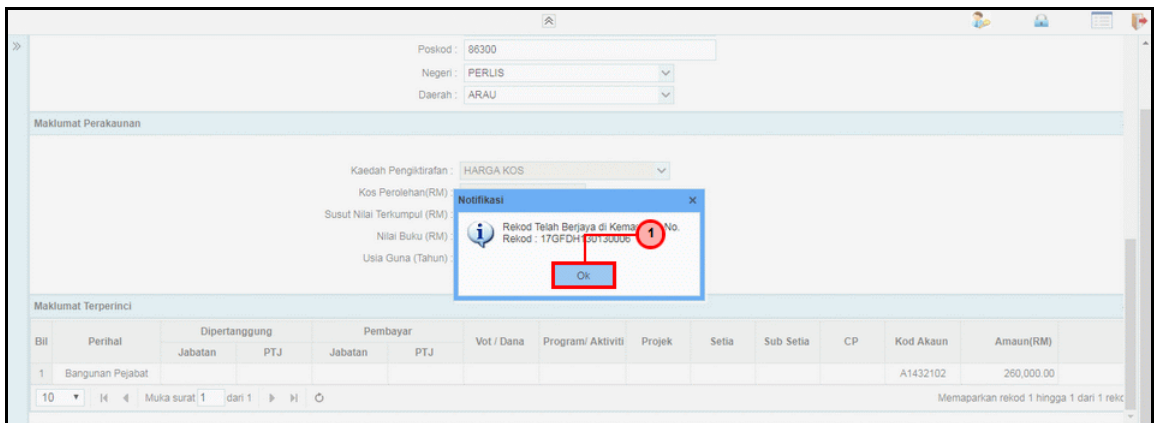 Poskod : 86300
Negeri : PERLIS
Daerah : ARAU
Maklumat Perakaunan
Kaedah Pengiktirafan : HARGA KOS
Kos Perolehan(RM) :
Susut Nilai Terkumpul (RM) :
Nilai Buku (RM) :
Usia Guna (Tahun) :
Notifikasi
Rekod Telah Berjaya di No.
Rekod : 17GFDH130130006
1
Ok
Maklumat Terperinci
Bil Perihal Dipertanggung Pembayar Vot / Dana Program/ Aktiviti Projek Setia Sub Setia CP Kod Akaun Amaun(RM)
Jabatan PTJ Jabatan PTJ
1 Bangunan Pejabat A1432102 260,000.00
10 Muka surat 1 dari 1 Memaparkan rekod 1 hingga 1 dari 1